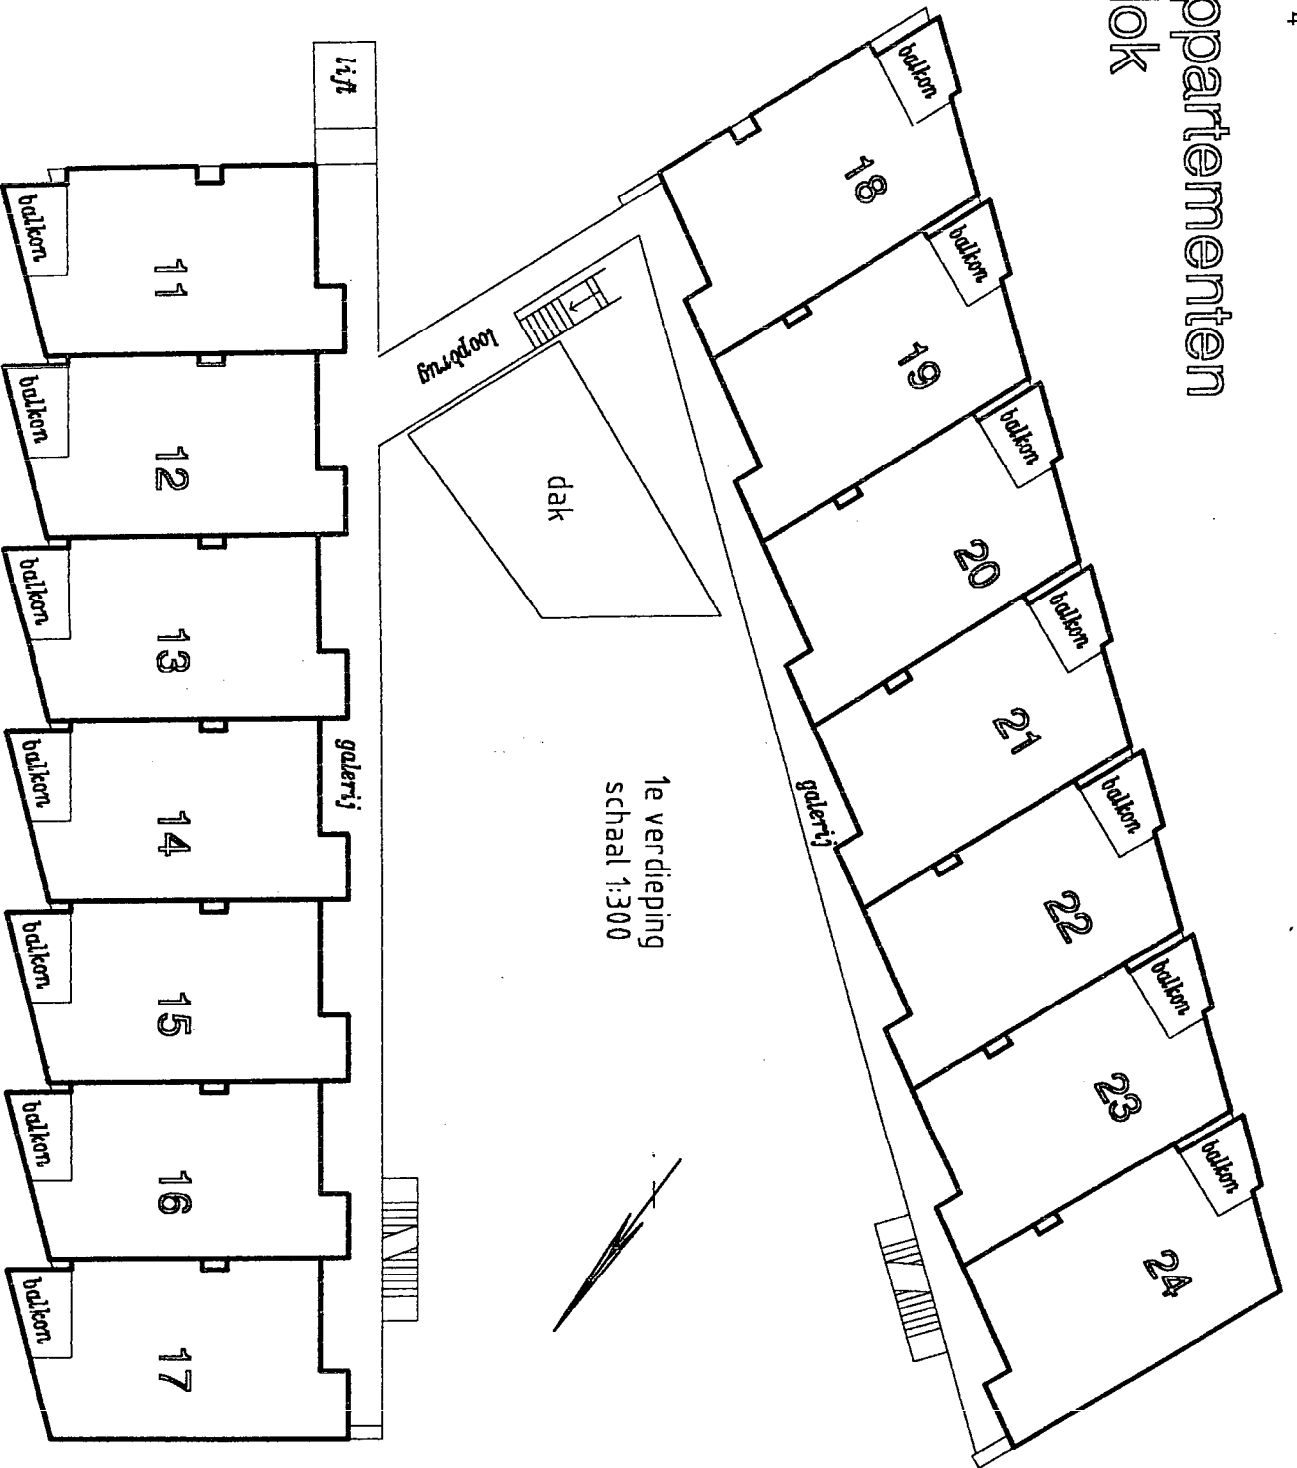 4
ppartementen
lok
lift
balkon
11
balkon
12
balkon
13
balkon
14
balkon
15
balkon
16
balkon
17
galerij
loopbrug
dak
1e verdieping
schaal 1:300
galerij
balkon
18
balkon
19
balkon
20
balkon
21
balkon
22
balkon
23
balkon
24